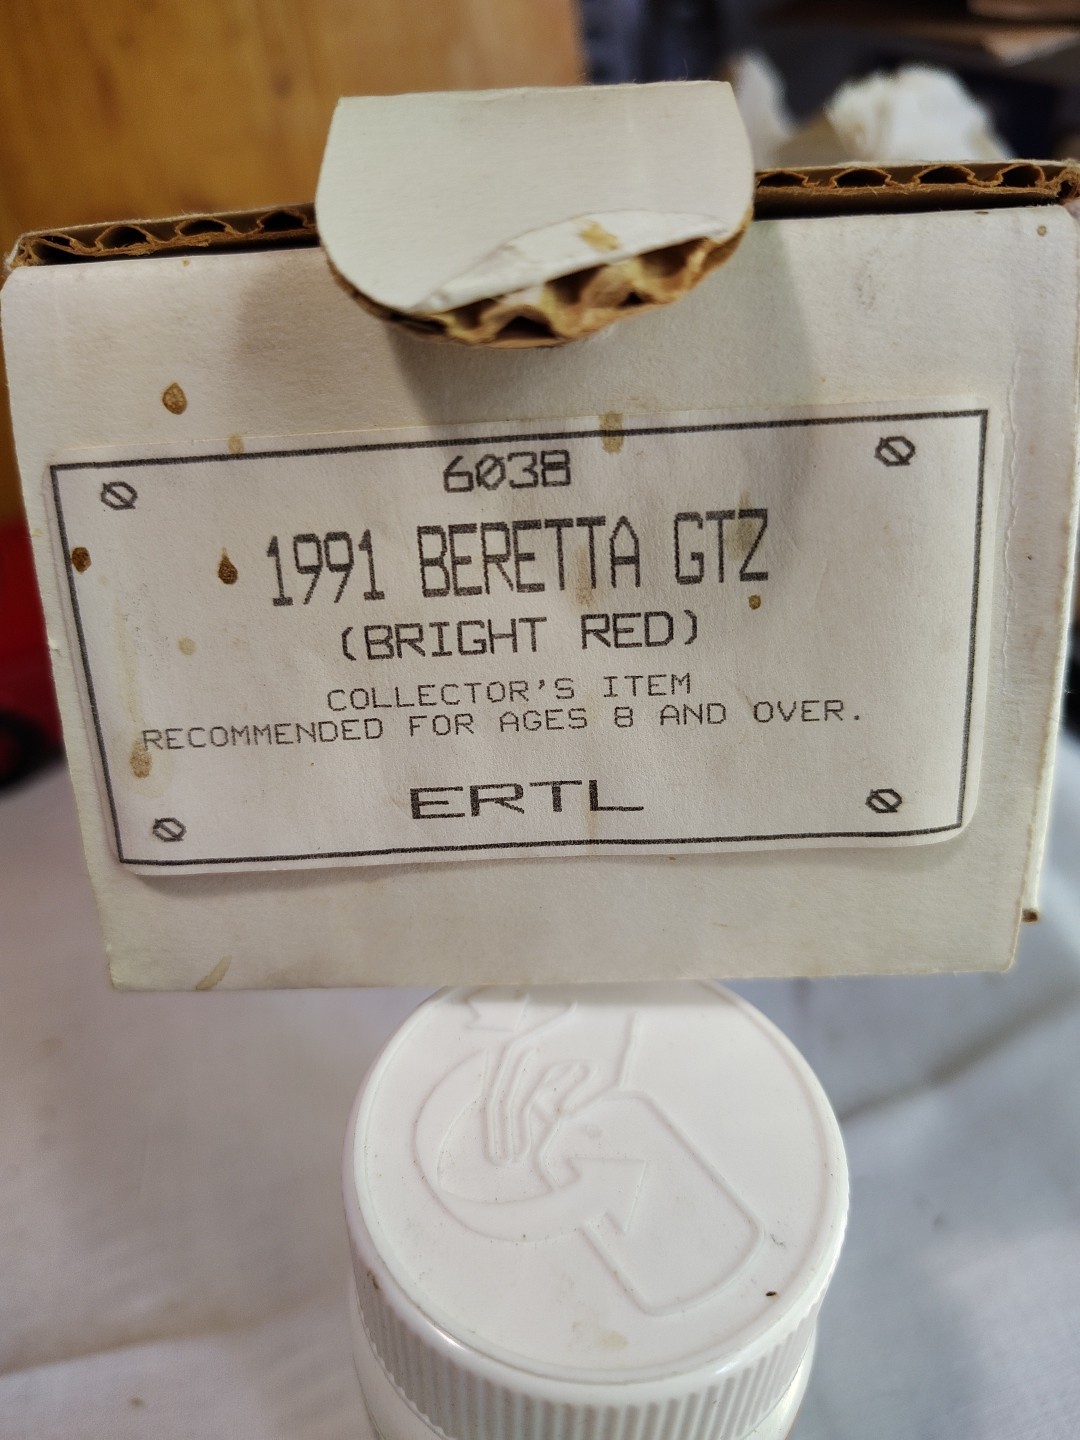 6038
1991 BERETTA GTZ
(BRIGHT RED)
COLLECTOR'S ITEM
RECOMMENDED FOR AGES 8 AND OVER.
ERTL